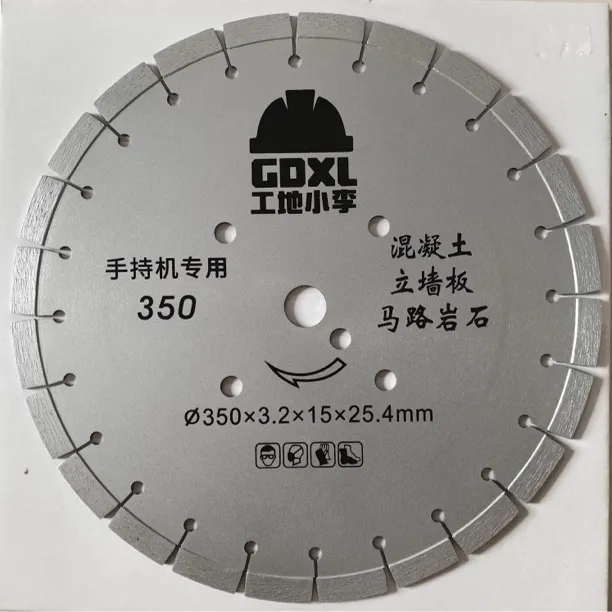 GDXL
工地小李
手持机专用
350
混凝土
立墙板
马路岩石
Ø350×3.2×15×25.4mm